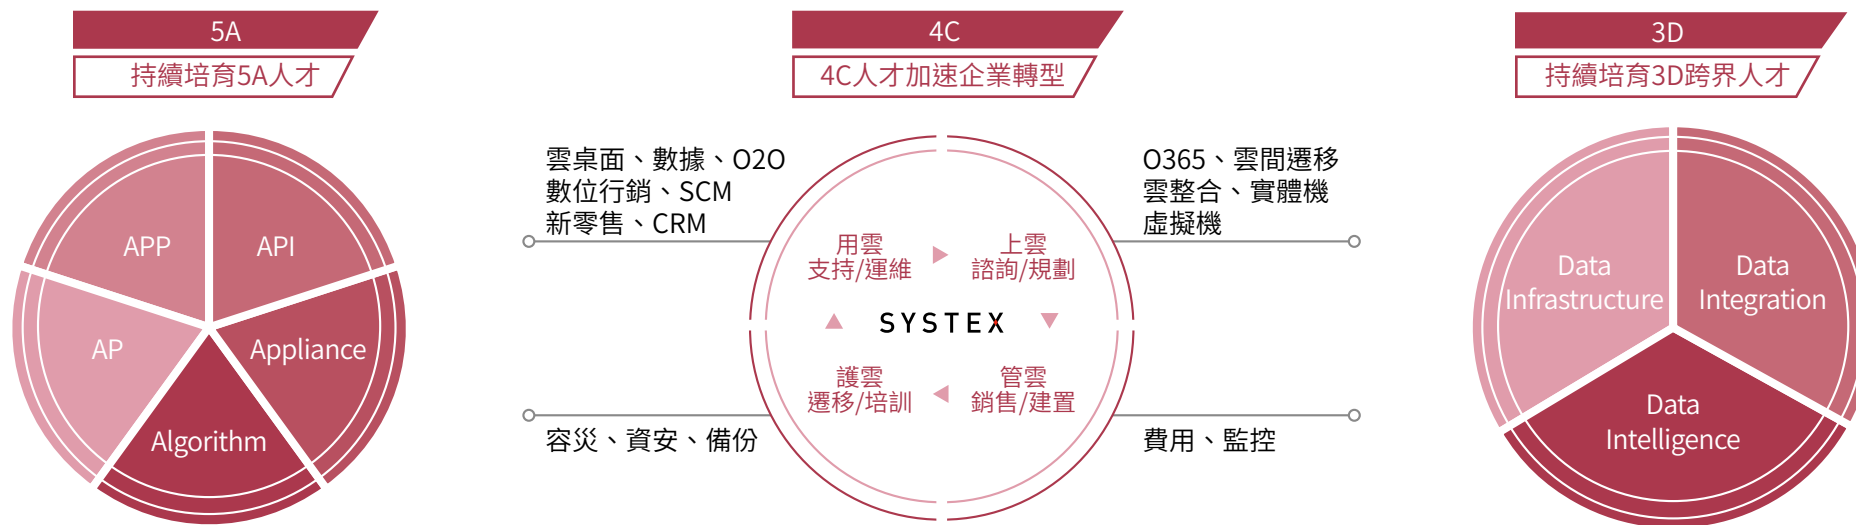 5A
持續培育5A人才
APP
API
AP
Appliance
Algorithm
4C
4C人才加速企業轉型
雲桌面、數據、O2O
數位行銷、SCM
新零售、CRM
O365、雲間遷移
雲整合、實體機
虛擬機
用雲
支持/運維
上雲
諮詢/規劃
SYSTEX
護雲
遷移/培訓
管雲
銷售/建置
容災、資安、備份
費用、監控
3D
持續培育3D跨界人才
Data
Infrastructure
Data
Integration
Data
Intelligence